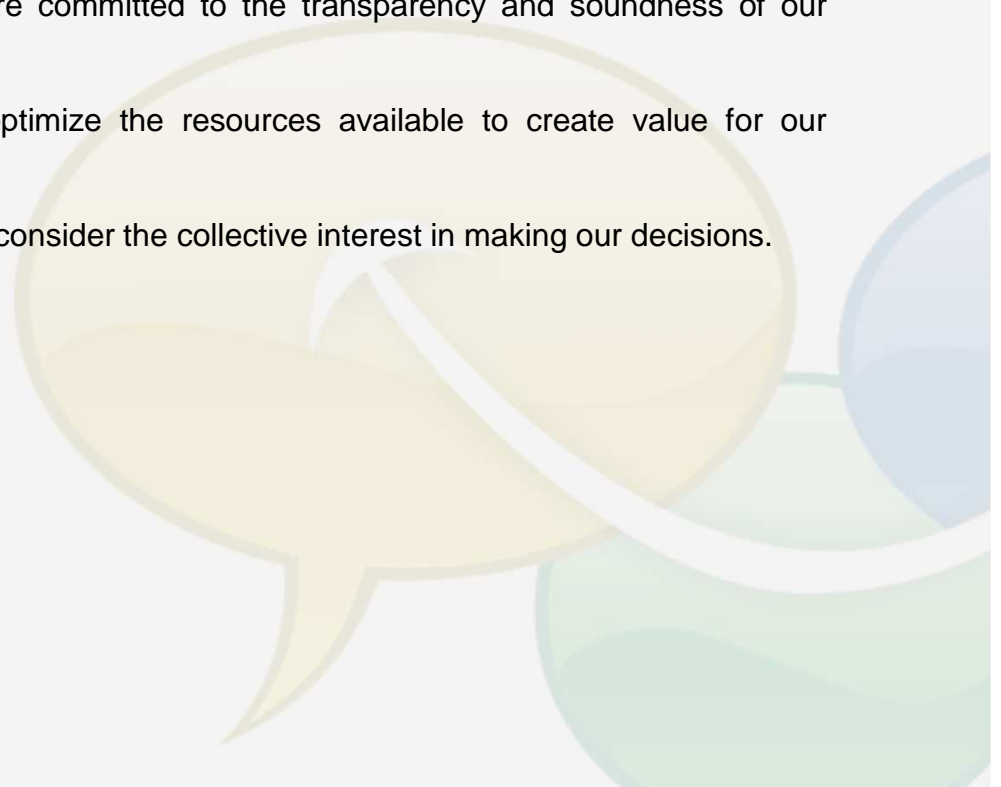 re committed to the transparency and soundness of our
ptimize the resources available to create value for our
consider the collective interest in making our decisions.